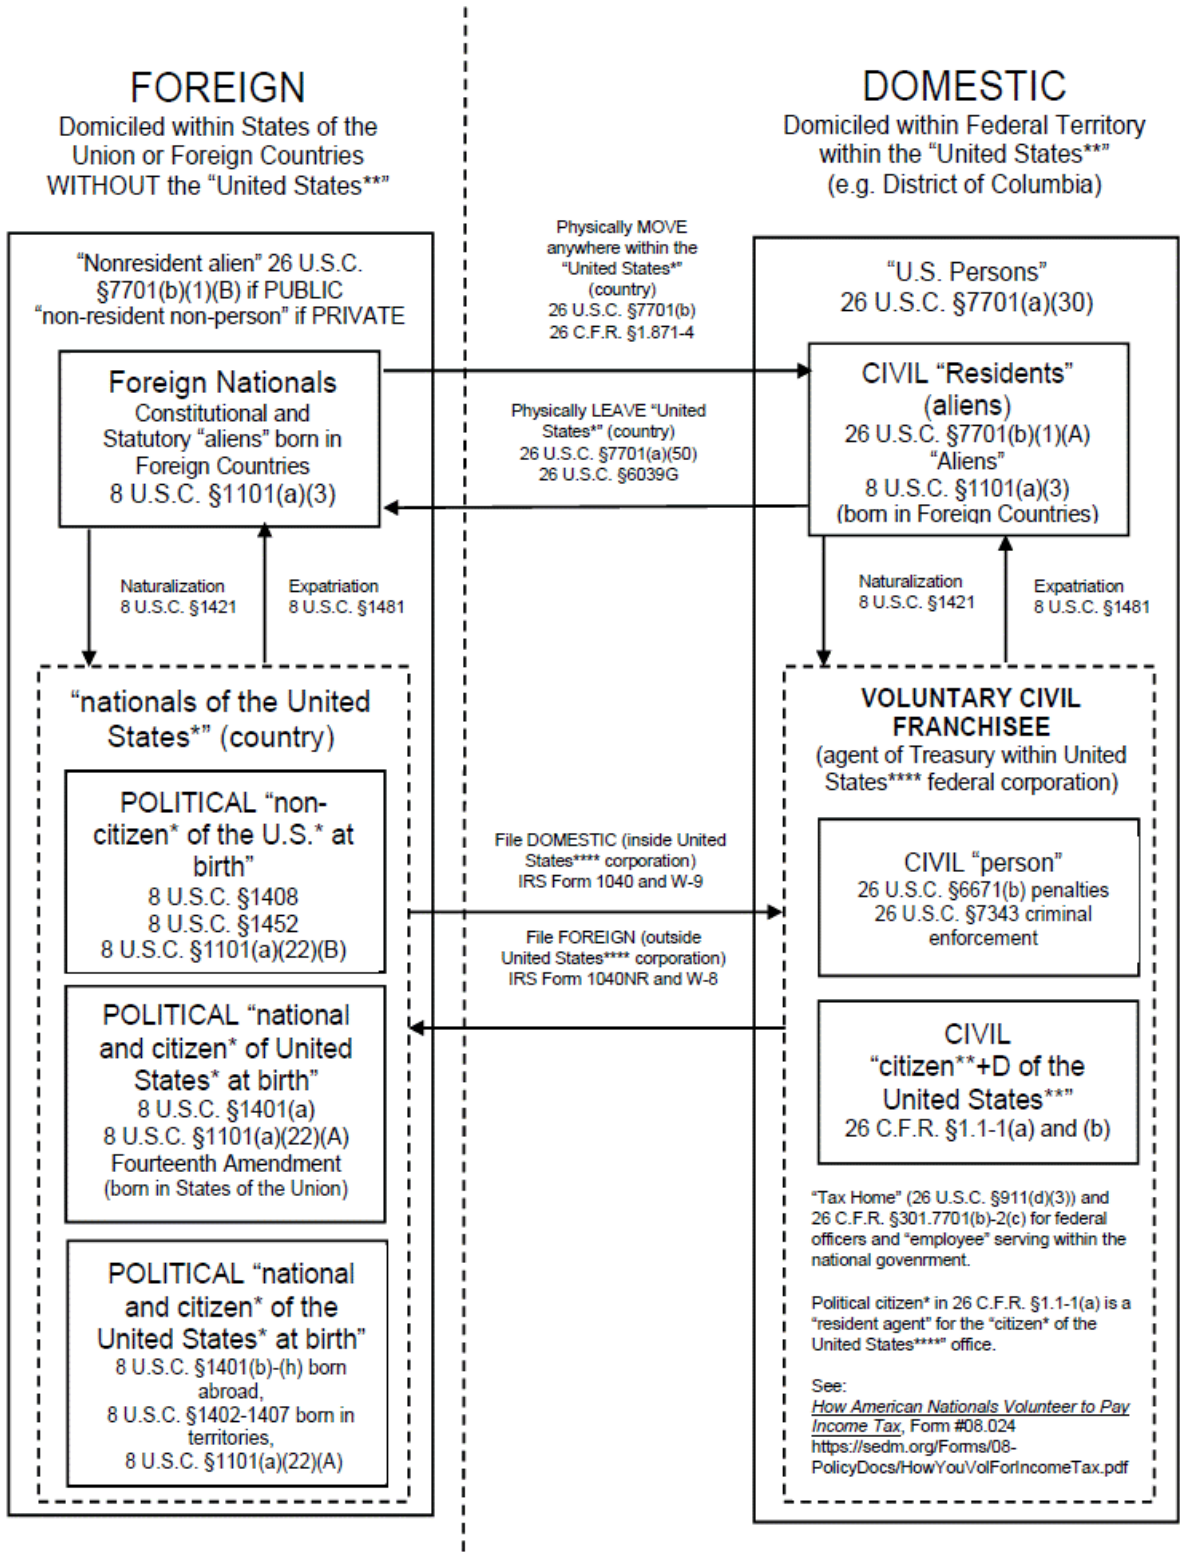 FOREIGN
Domiciled within States of the
Union or Foreign Countries
WITHOUT the “United States**”
DOMESTIC
Domiciled within Federal Territory
within the “United States**”
(e.g. District of Columbia)
“Nonresident alien” 26 U.S.C.
§7701(b)(1)(B) if PUBLIC
“non-resident non-person” if PRIVATE
Physically MOVE
anywhere within the
“United States*”
(country)
26 U.S.C. §7701(b)
26 C.F.R. §1.871-4
“U.S. Persons”
26 U.S.C. §7701(a)(30)
Foreign Nationals
Constitutional and
Statutory “aliens” born in
Foreign Countries
8 U.S.C. §1101(a)(3)
Physically LEAVE “United
States*” (country)
26 U.S.C. §7701(a)(50)
26 U.S.C. §6039G
CIVIL “Residents”
(aliens)
26 U.S.C. §7701(b)(1)(A)
“Aliens”
8 U.S.C. §1101(a)(3)
(born in Foreign Countries)
Naturalization
8 U.S.C. §1421
Expatriation
8 U.S.C. §1481
Naturalization
8 U.S.C. §1421
Expatriation
8 U.S.C. §1481
“nationals of the United
States*” (country)
POLITICAL “non-
citizen* of the U.S.* at
birth”
8 U.S.C. §1408
8 U.S.C. §1452
8 U.S.C. §1101(a)(22)(B)
POLITICAL “national
and citizen* of United
States* at birth”
8 U.S.C. §1401(a)
8 U.S.C. §1101(a)(22)(A)
Fourteenth Amendment
(born in States of the Union)
POLITICAL “national
and citizen* of the
United States* at birth”
8 U.S.C. §1401(b)-(h) born
abroad,
8 U.S.C. §1402-1407 born in
territories,
8 U.S.C. §1101(a)(22)(A)
File DOMESTIC (inside United
States**** corporation)
IRS Form 1040 and W-9
File FOREIGN (outside
United States**** corporation)
IRS Form 1040NR and W-8
VOLUNTARY CIVIL
FRANCHISEE
(agent of Treasury within United
States**** federal corporation)
CIVIL “person”
26 U.S.C. §6671(b) penalties
26 U.S.C. §7343 criminal
enforcement
CIVIL
“citizen**+D of the
United States**”
26 C.F.R. §1.1-1(a) and (b)
“Tax Home” (26 U.S.C. §911(d)(3)) and
26 C.F.R. §301.7701(b)-2(c) for federal
officers and “employee” serving within the
national govenrment.
Political citizen* in 26 C.F.R. §1.1-1(a) is a
“resident agent” for the “citizen* of the
United States****” office.
See:
How American Nationals Volunteer to Pay
Income Tax, Form #08.024
https://sedm.org/Forms/08-
PolicyDocs/HowYouVolForIncomeTax.pdf